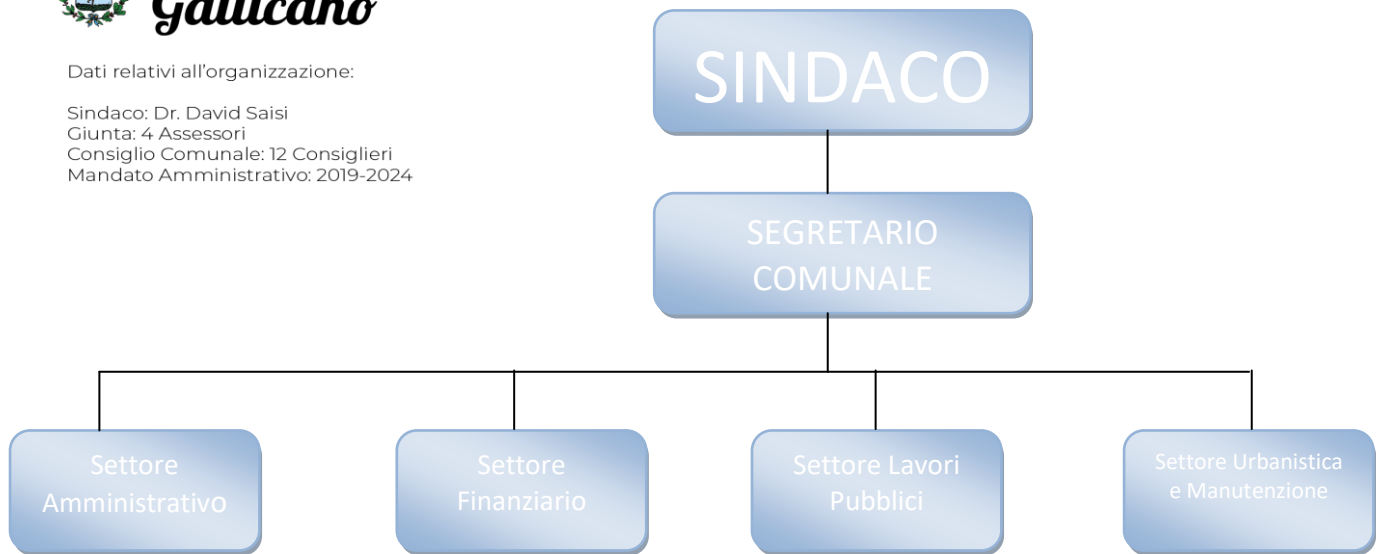 Gallicano
Dati relativi all'organizzazione:
Sindaco: Dr. David Saisi
Giunta: 4 Assessori
Consiglio Comunale: 12 Consiglieri
Mandato Amministrativo: 2019-2024
SINDACO
SEGRETARIO
COMUNALE
Settore
Amministrativo
Settore
Finanziario
Settore Lavori
Pubblici
Settore Urbanistica
e Manutenzione